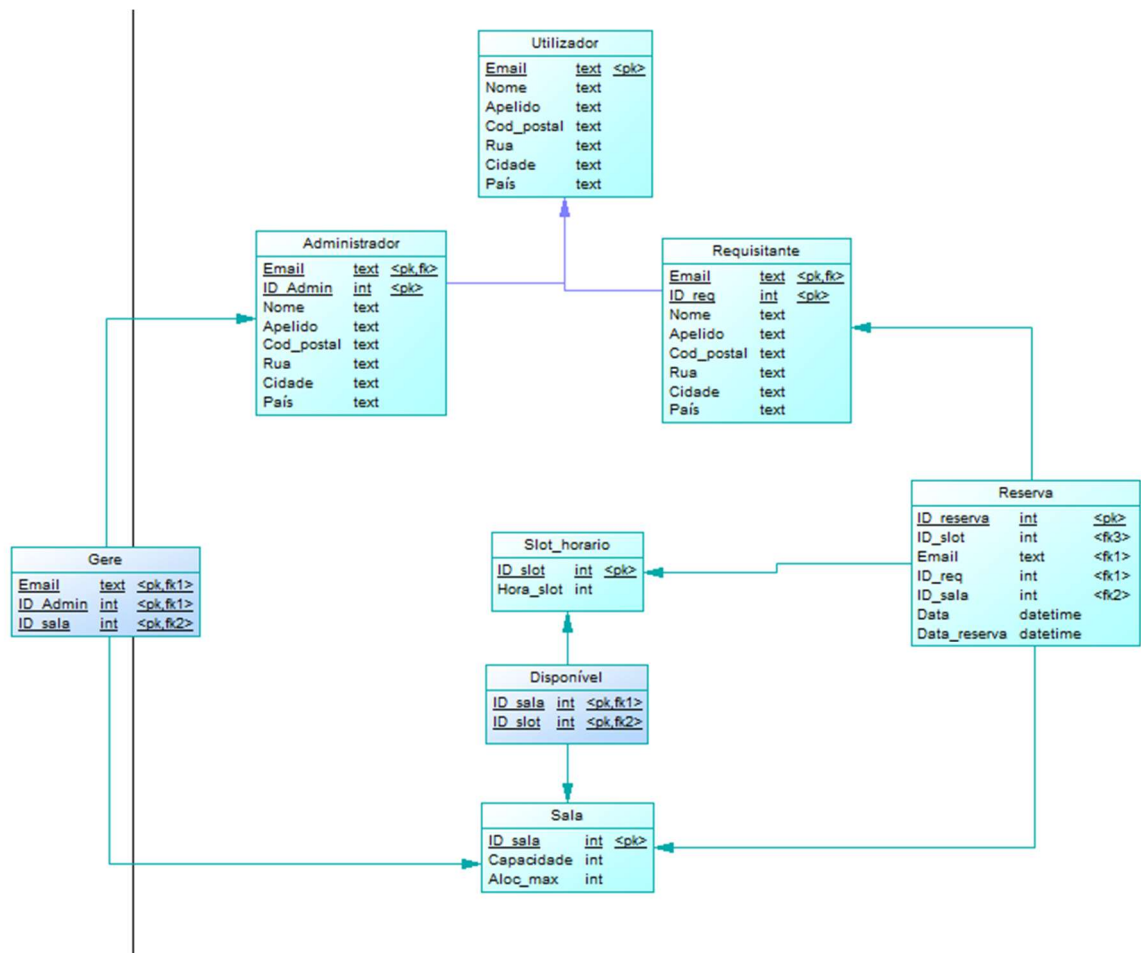 Utilizador
Email text <pk>
Nome text
Apelido text
Cod_postal text
Rua text
Cidade text
País text
Administrador
Email text <pk,fk>
ID_Admin int <pk>
Nome text
Apelido text
Cod_postal text
Rua text
Cidade text
País text
Requisitante
Email text <pk,fk>
ID_req int <pk>
Nome text
Apelido text
Cod_postal text
Rua text
Cidade text
País text
Reserva
ID_reserva int <pk>
ID_slot int <fk3>
Email text <fk1>
ID_req int <fk1>
ID_sala int <fk2>
Data datetime
Data_reserva datetime
Gere
Email text <pk,fk1>
ID_Admin int <pk,fk1>
ID_sala int <pk,fk2>
Slot_horario
ID_slot int <pk>
Hora_slot int
Disponível
ID_sala int <pk,fk1>
ID_slot int <pk,fk2>
Sala
ID_sala int <pk>
Capacidade int
Aloc_max int